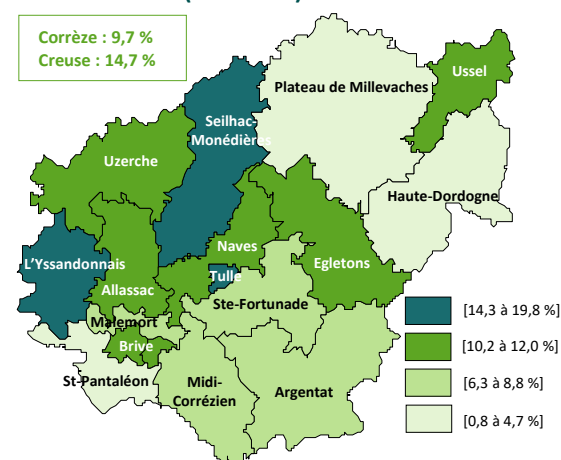 Corrèze : 9,7 %
Creuse : 14,7 %
Ussel
Plateau de Millevaches
Seilhac-
Monédières
Uzerche
Haute-Dordogne
Naves
L'Yssandonnais
Egletons
Tulle
Allassac
Ste-Fortunade
Malemort
Brive
St-Pantaléon
Midi-
Corrézien
Argentat
[14,3 à 19,8 %]
[10,2 à 12,0 %]
[6,3 à 8,8 %]
[0,8 à 4,7 %]